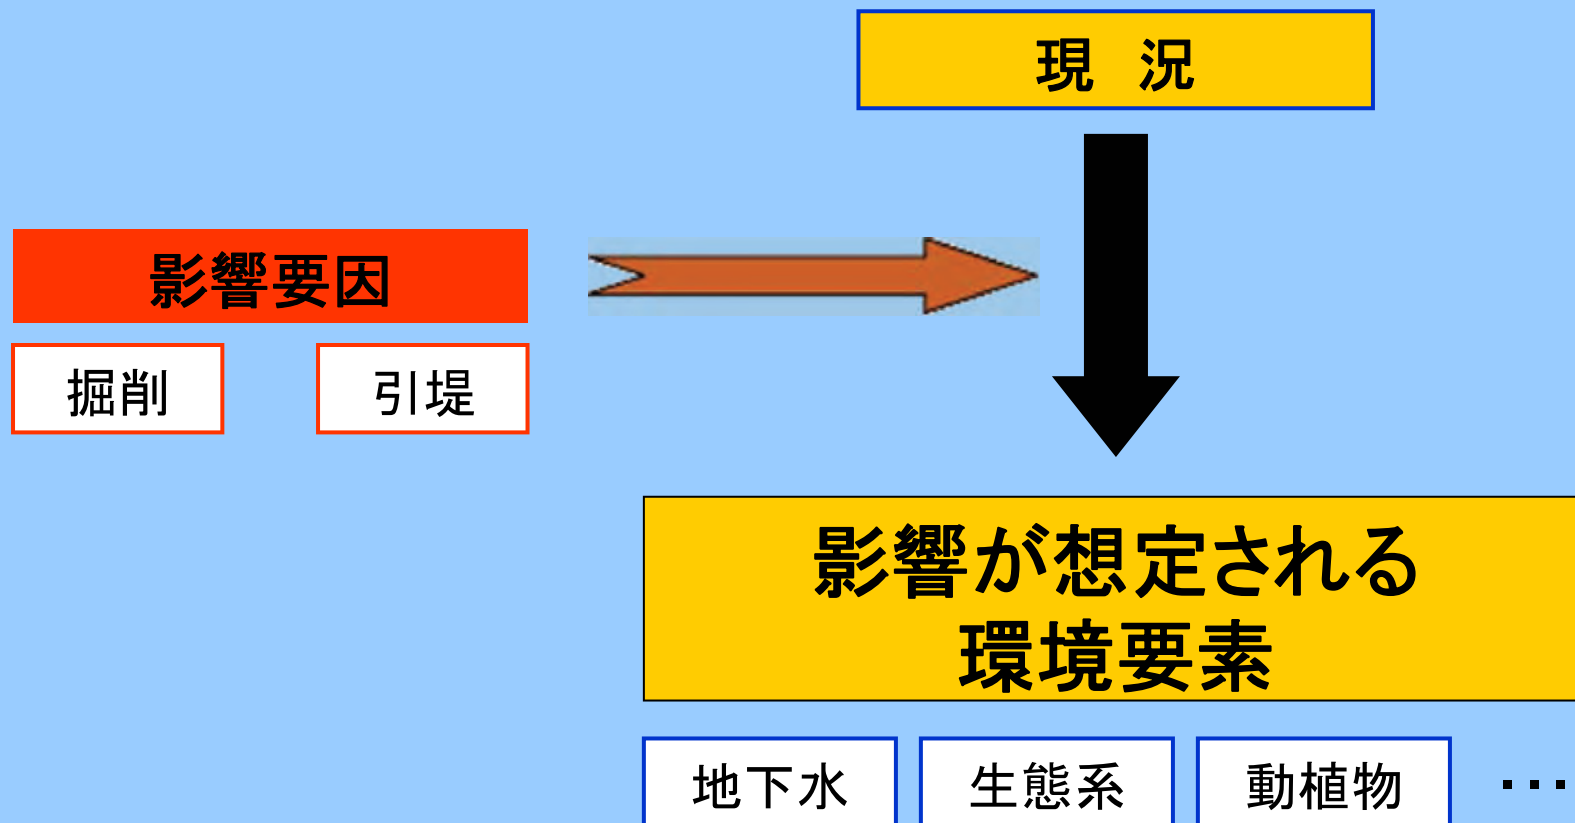 現　況
影響要因
掘削
引堤
影響が想定される
環境要素
地下水
生態系
動植物
・・・